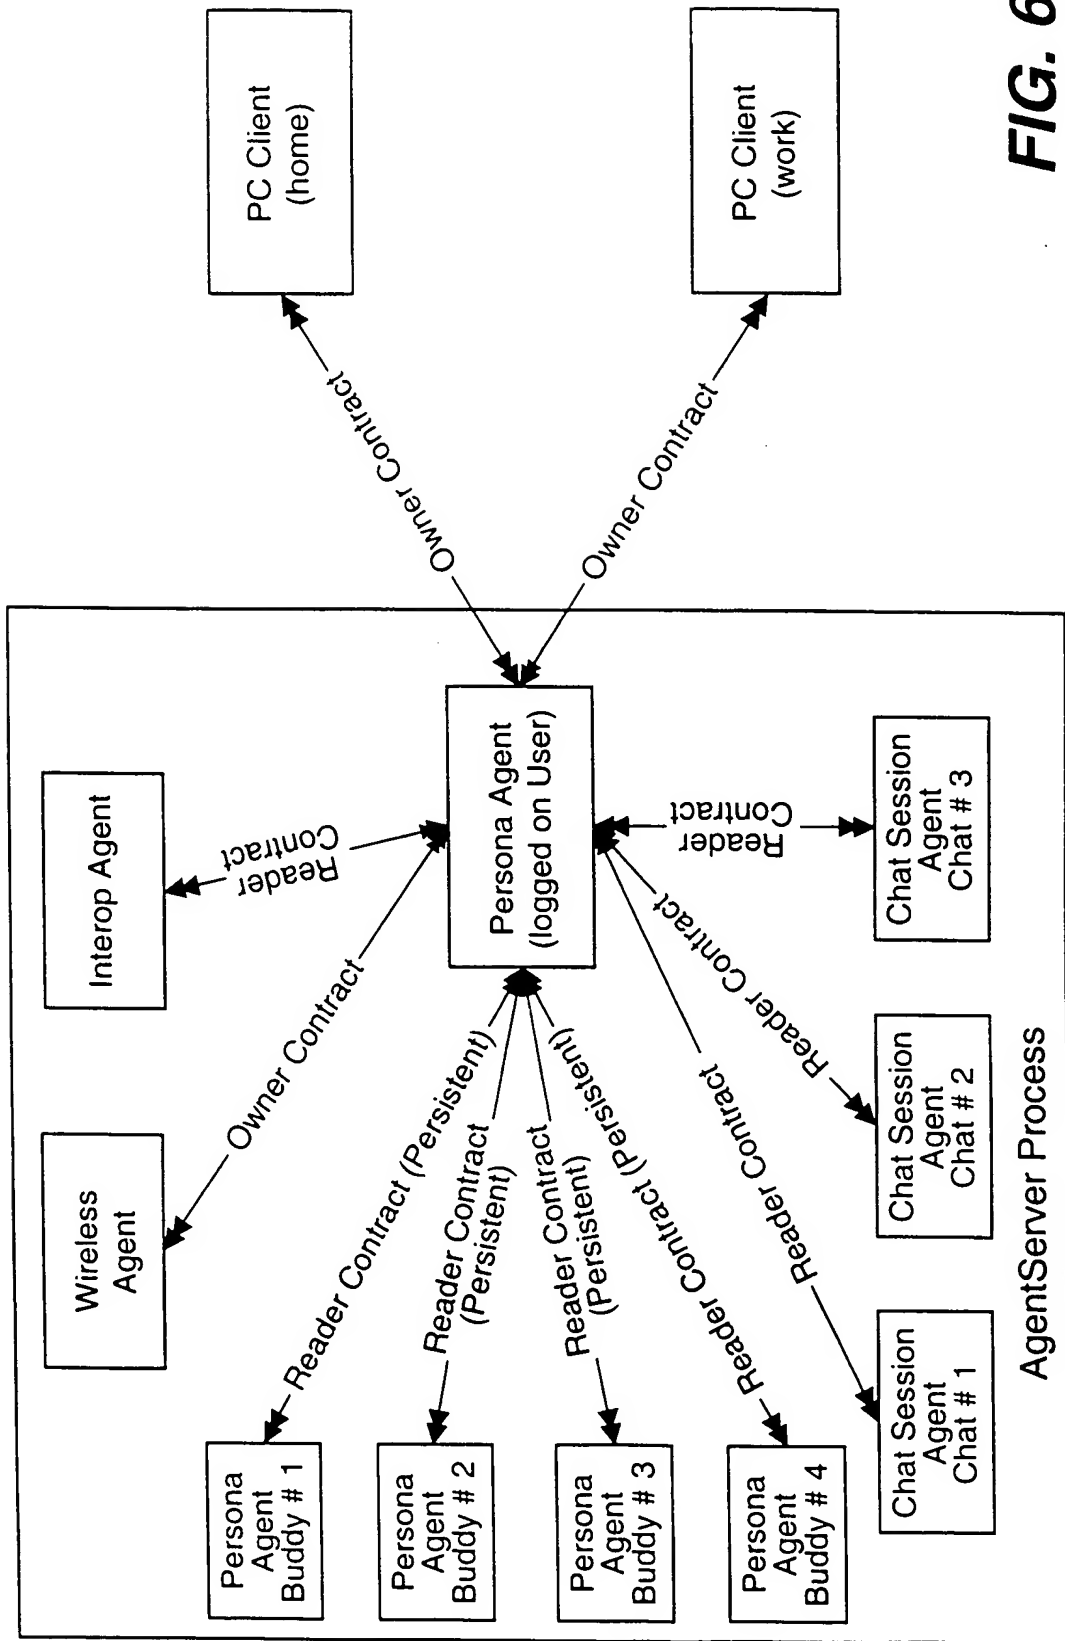 Wireless
Agent
Interop Agent
Owner Contract
Reader
Contract
PC Client
(home)
Persona
Agent
Buddy # 1
Reader Contract (Persistent)
Owner Contract
Persona
Agent
Buddy # 2
Reader Contract
(Persistent)
Persona Agent
(logged on User)
Persona
Agent
Buddy # 3
Reader Contract
(Persistent)
Owner Contract
Persona
Agent
Buddy # 4
Reader Contract (Persistent)
PC Client
(work)
Reader Contract
Reader Contract
Reader
Contract
Chat Session
Agent
Chat # 1
Chat Session
Agent
Chat # 2
Chat Session
Agent
Chat # 3
AgentServer Process
FIG. 6